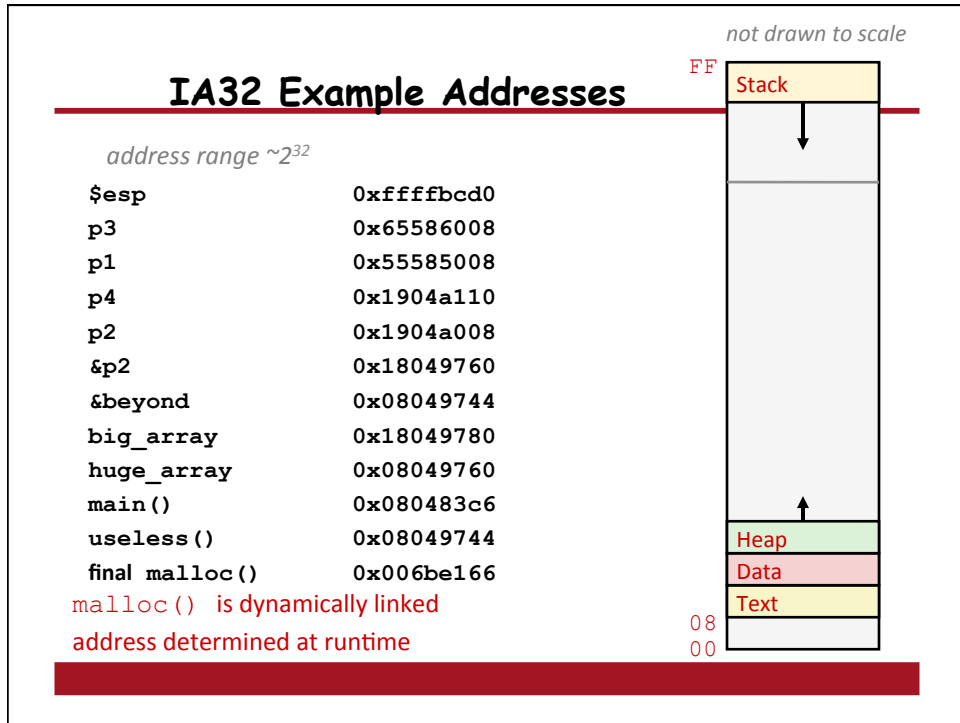 not drawn to scale
IA32 Example Addresses
address range ~2³²
$esp 0xffffbcd0
p3 0x65586008
p1 0x55585008
p4 0x1904a110
p2 0x1904a008
&p2 0x18049760
&beyond 0x08049744
big_array 0x18049780
huge_array 0x08049760
main() 0x080483c6
useless() 0x08049744
final malloc() 0x006be166
malloc() is dynamically linked
address determined at runtime
FF
Stack
Heap
Data
Text
08
00